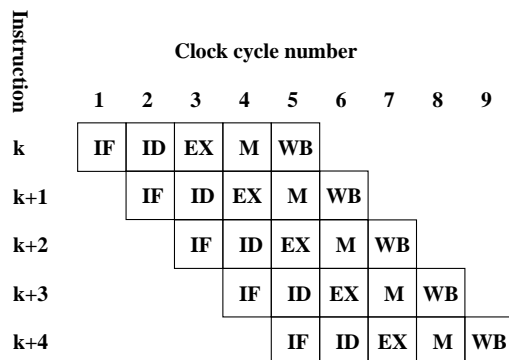 Instruction
Clock cycle number
1 2 3 4 5 6 7 8 9
k IF ID EX M WB
k+1 IF ID EX M WB
k+2 IF ID EX M WB
k+3 IF ID EX M WB
k+4 IF ID EX M WB